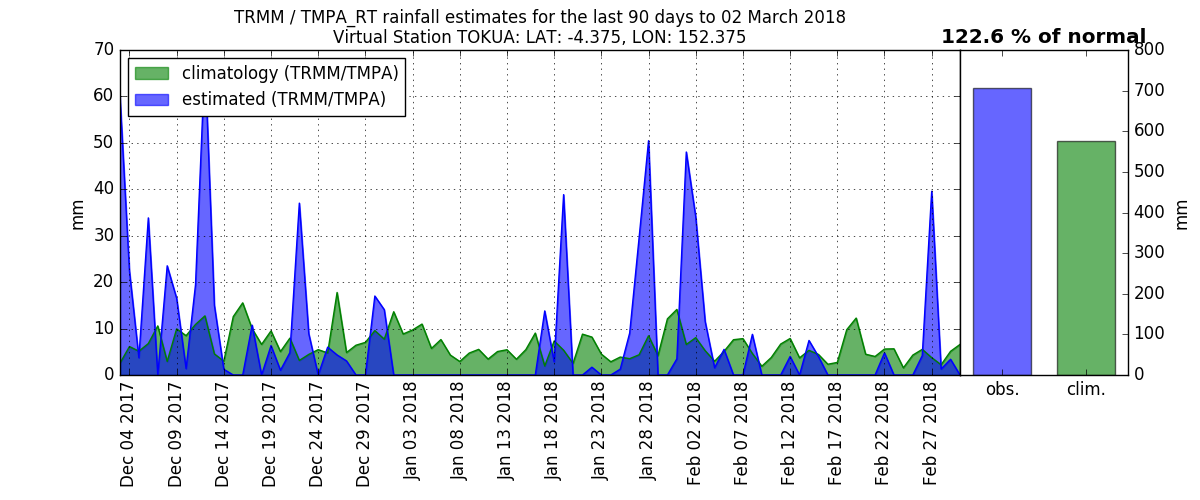 TRMM / TMPA_RT rainfall estimates for the last 90 days to 02 March 2018
Virtual Station TOKUA: LAT: -4.375, LON: 152.375
122.6 % of normal
climatology (TRMM/TMPA)
estimated (TRMM/TMPA)
mm
70
60
50
40
30
20
10
0
Dec 04 2017
Dec 09 2017
Dec 14 2017
Dec 19 2017
Dec 24 2017
Dec 29 2017
Jan 03 2018
Jan 08 2018
Jan 13 2018
Jan 18 2018
Jan 23 2018
Jan 28 2018
Feb 02 2018
Feb 07 2018
Feb 12 2018
Feb 17 2018
Feb 22 2018
Feb 27 2018
obs.
clim.
800
700
600
500
400
300
200
100
0
mm